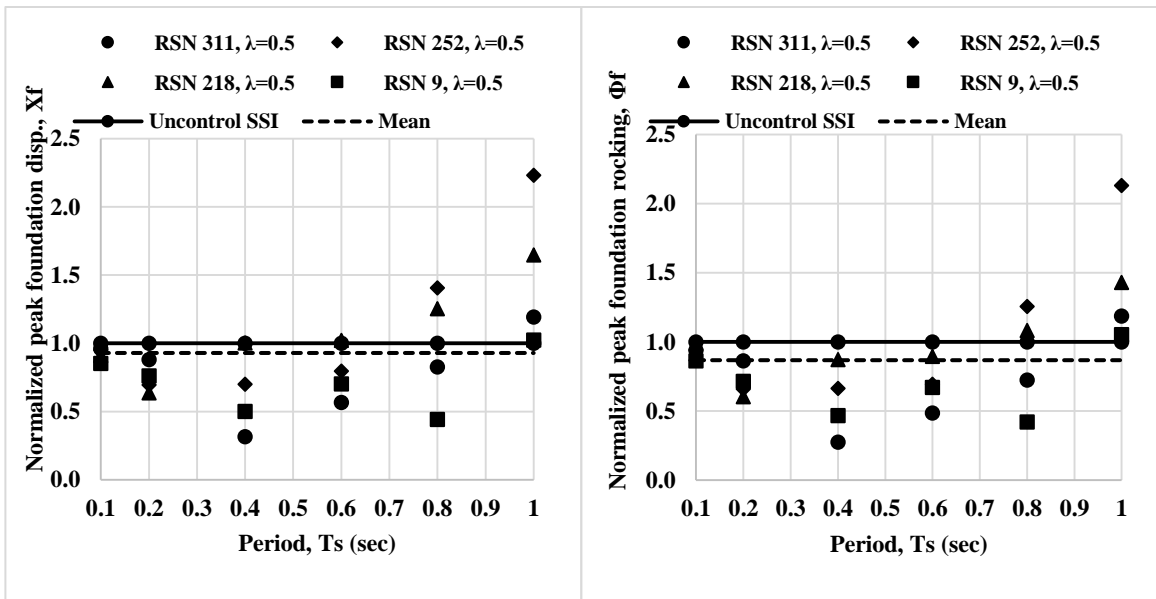 RSN 311, λ=0.5 RSN 252, λ=0.5
RSN 218, λ=0.5 RSN 9, λ=0.5
Uncontrol SSI Mean
Normalized peak foundation disp., Xf
2.5
2.0
1.5
1.0
0.5
0.0
0.1 0.2 0.3 0.4 0.5 0.6 0.7 0.8 0.9 1
Period, Ts (sec)
RSN 311, λ=0.5 RSN 252, λ=0.5
RSN 218, λ=0.5 RSN 9, λ=0.5
Uncontrol SSI Mean
Normalized peak foundation rocking, Φf
2.5
2.0
1.5
1.0
0.5
0.0
0.1 0.2 0.3 0.4 0.5 0.6 0.7 0.8 0.9 1
Period, Ts (sec)